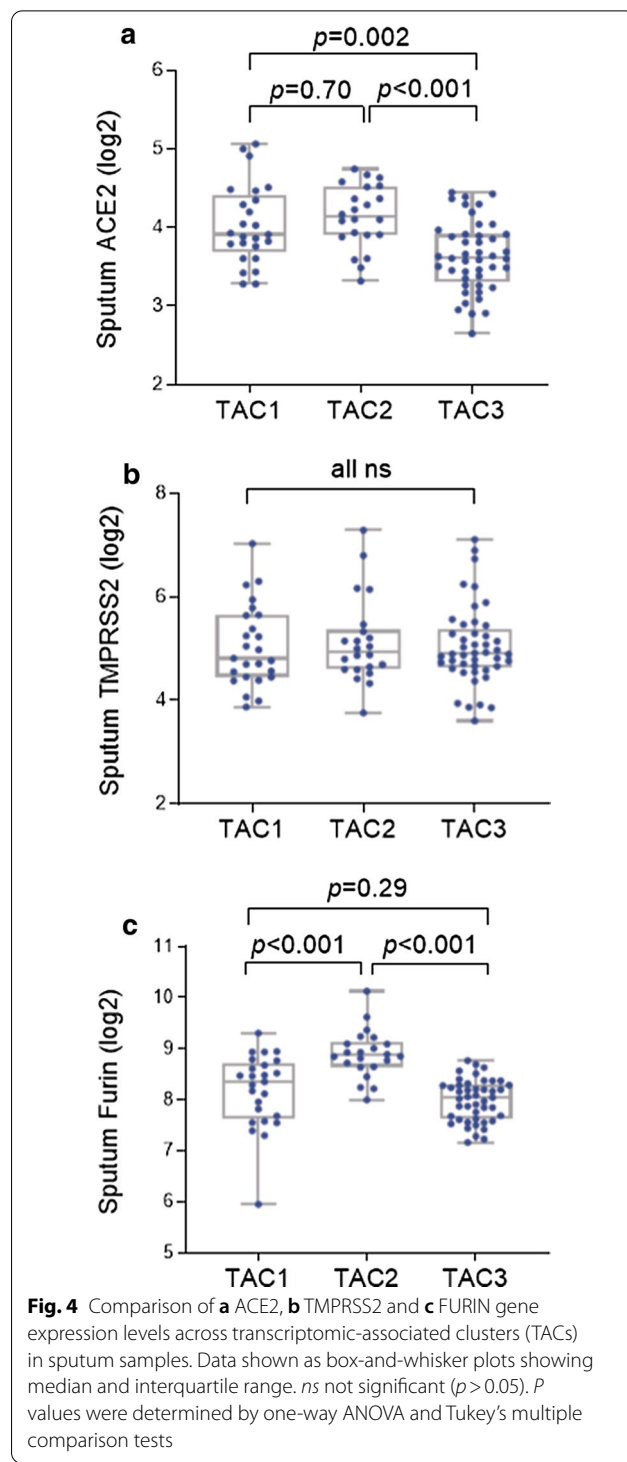 a
p=0.002
p=0.70 p<0.001
6
5
4
3
2
Sputum ACE2 (log2)
TAC1 TAC2 TAC3
b
all ns
8
6
4
2
Sputum TMPRSS2 (log2)
TAC1 TAC2 TAC3
p=0.29
c
p<0.001 p<0.001
11
10
9
8
7
6
5
Sputum Furin (log2)
TAC1 TAC2 TAC3
Fig. 4 Comparison of a ACE2, b TMPRSS2 and c FURIN gene
expression levels across transcriptomic-associated clusters (TACs)
in sputum samples. Data shown as box-and-whisker plots showing
median and interquartile range. ns not significant (p > 0.05). P
values were determined by one-way ANOVA and Tukey's multiple
comparison tests